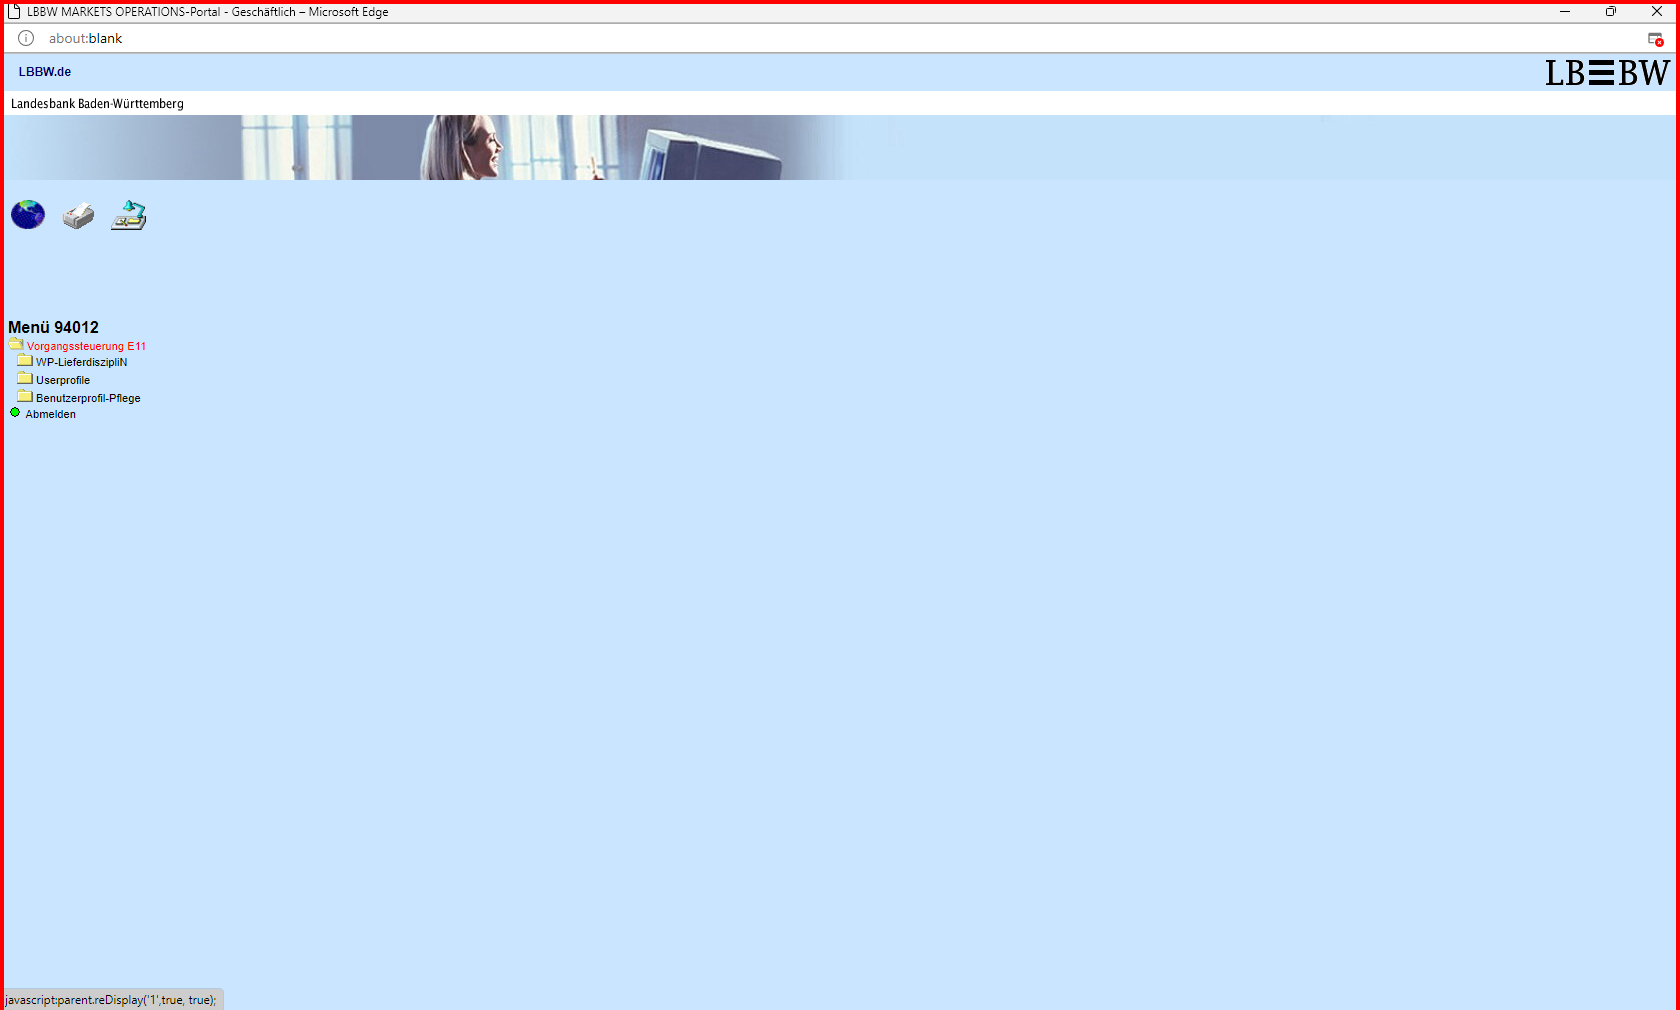 LBBW MARKETS OPERATIONS-Portal - Geschäftlich – Microsoft Edge
about:blank
LBBW.de
LB≡BW
Landesbank Baden-Württemberg
Menü 94012
Vorgangssteuerung E11
WP-LieferdiszipliN
Userprofile
Benutzerprofil-Pflege
Abmelden
javascript:parent.reDisplay('1',true, true);